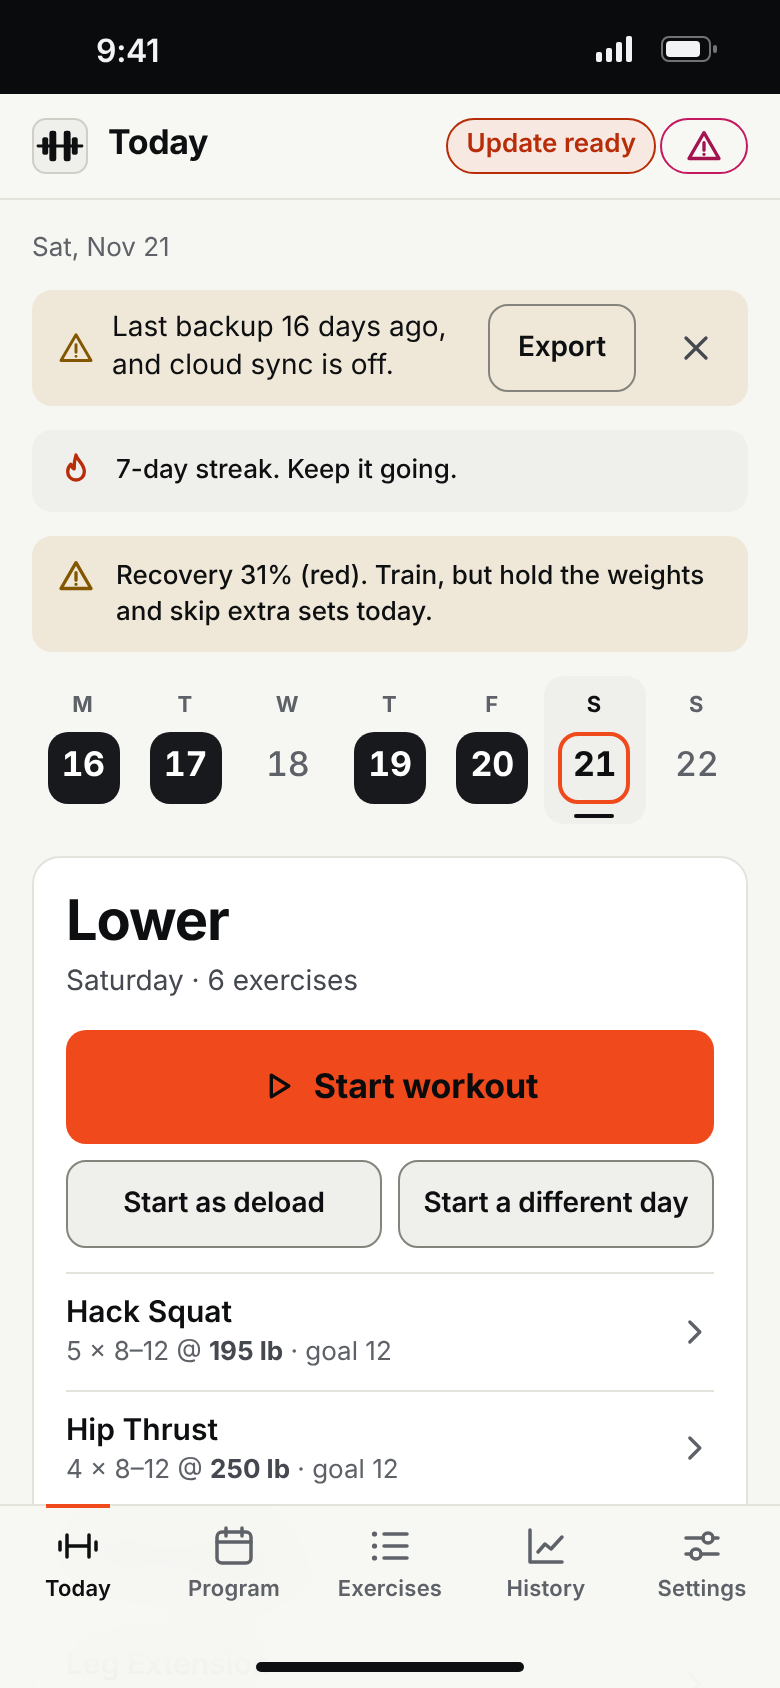 9:41
Today
Update ready
Sat, Nov 21
Last backup 16 days ago,
and cloud sync is off.
Export
7-day streak. Keep it going.
Recovery 31% (red). Train, but hold the weights
and skip extra sets today.
M T W T F S S
16 17 18 19 20 21 22
Lower
Saturday · 6 exercises
Start workout
Start as deload
Start a different day
Hack Squat
5 × 8–12 @ 195 lb · goal 12
Hip Thrust
4 × 8–12 @ 250 lb · goal 12
Today
Program
Exercises
History
Settings
Leg Extensio